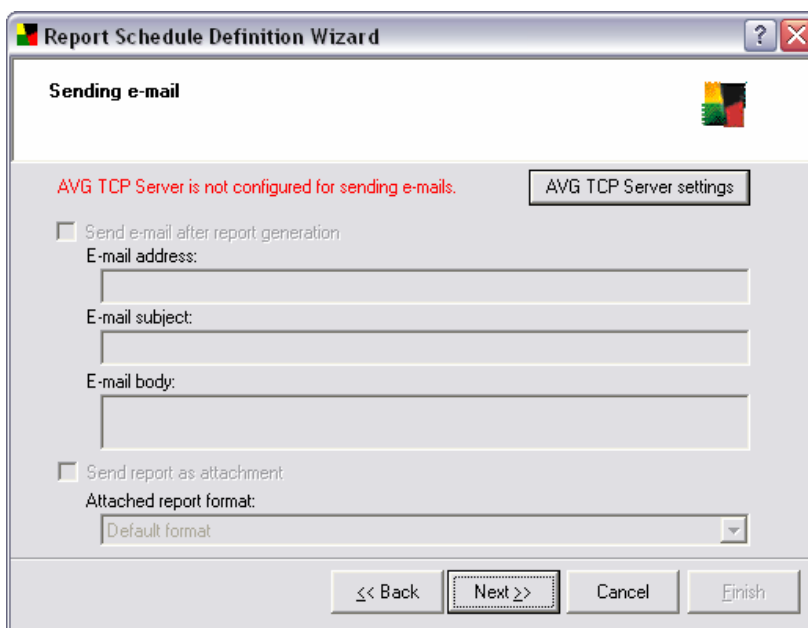 Report Schedule Definition Wizard
Sending e-mail
AVG TCP Server is not configured for sending e-mails.
AVG TCP Server settings
Send e-mail after report generation
E-mail address:
E-mail subject:
E-mail body:
Send report as attachment
Attached report format:
Default format
<< Back
Next >>
Cancel
Finish